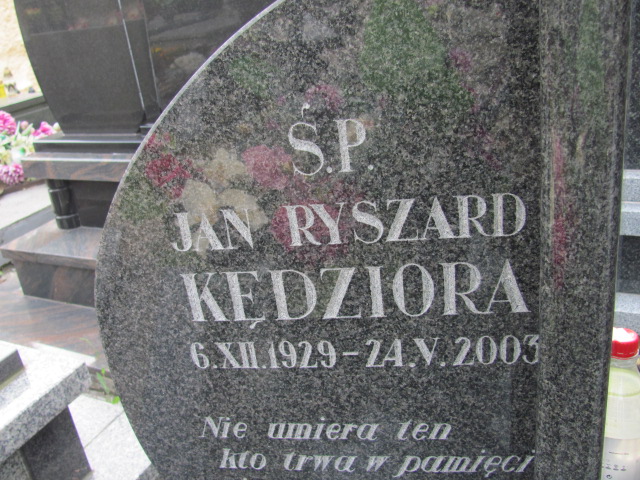 Ś.P.
JAN RYSZARD
KĘDZIORA
6.XII.1929 – 24.V.2003
Nie umiera ten
kto trwa w pamięci